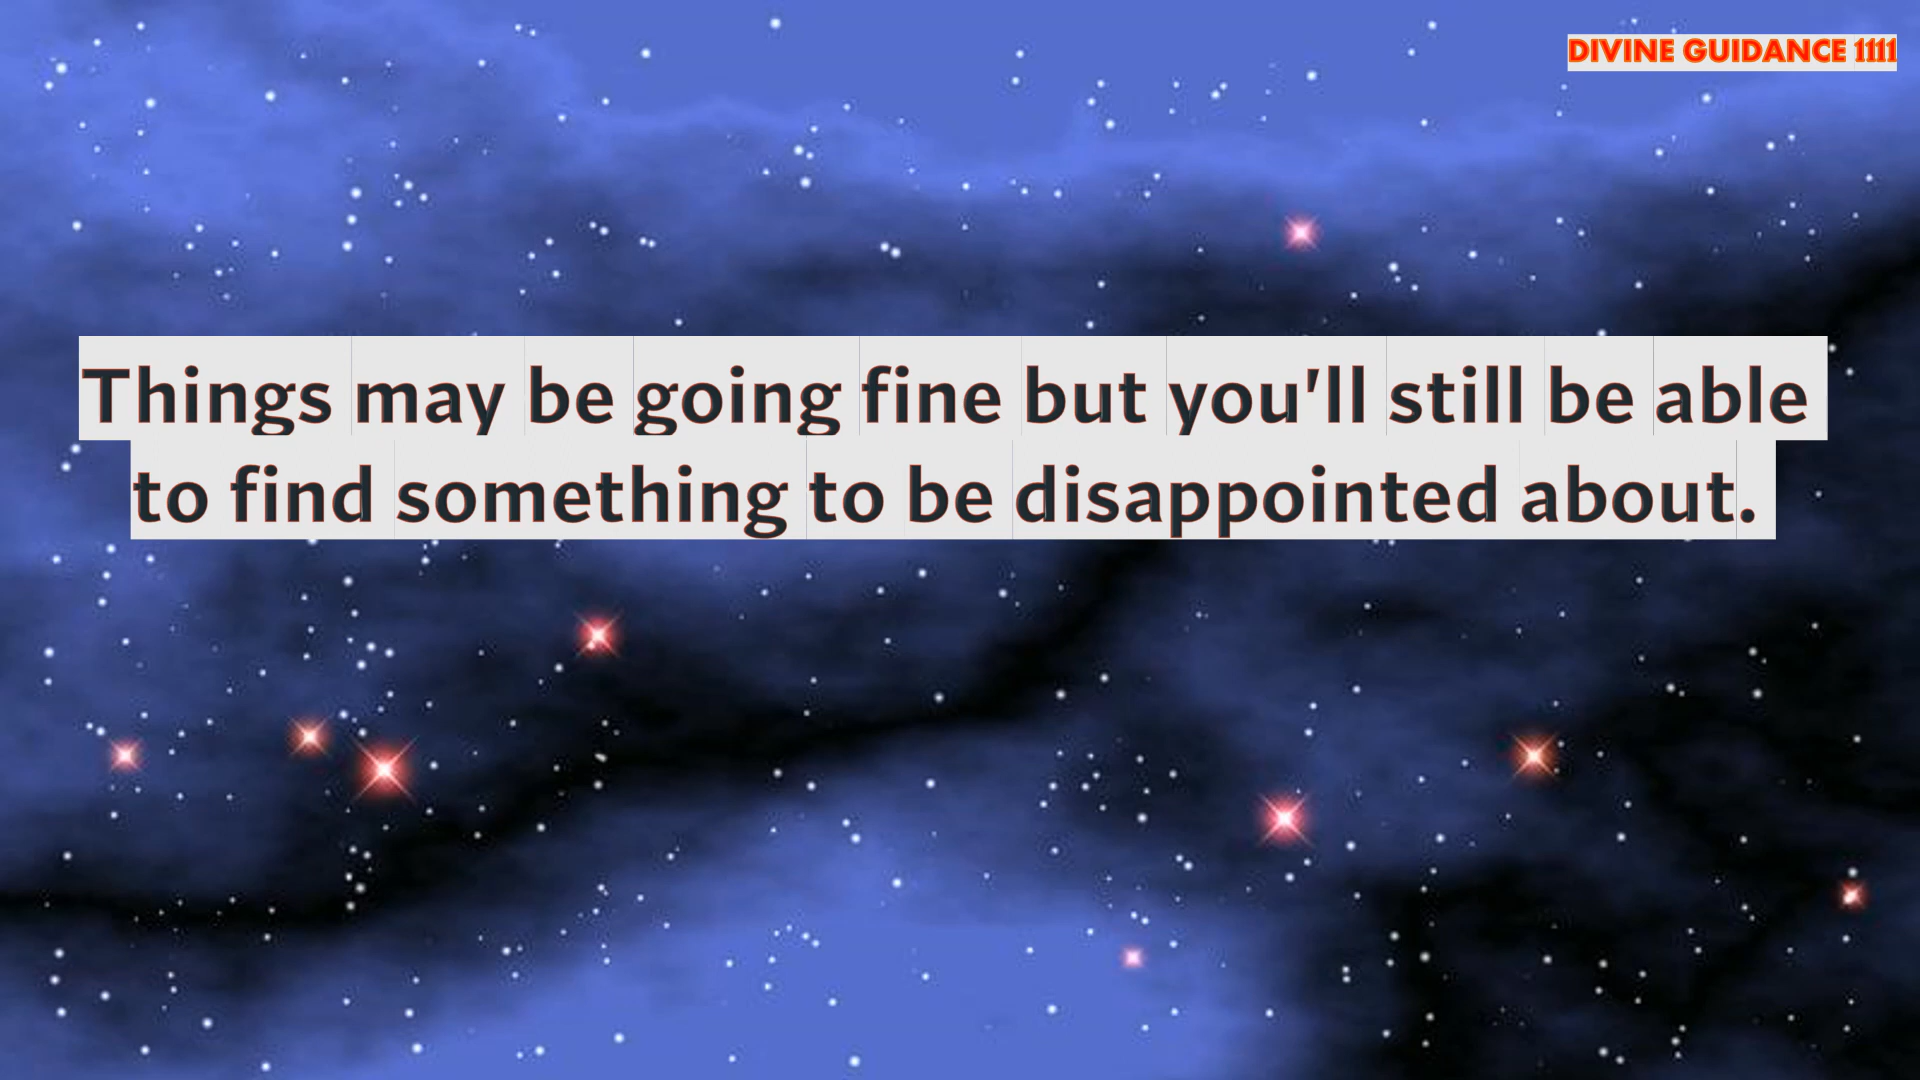 DIVINE GUIDANCE 1111
Things may be going fine but you'll still be able
to find something to be disappointed about.